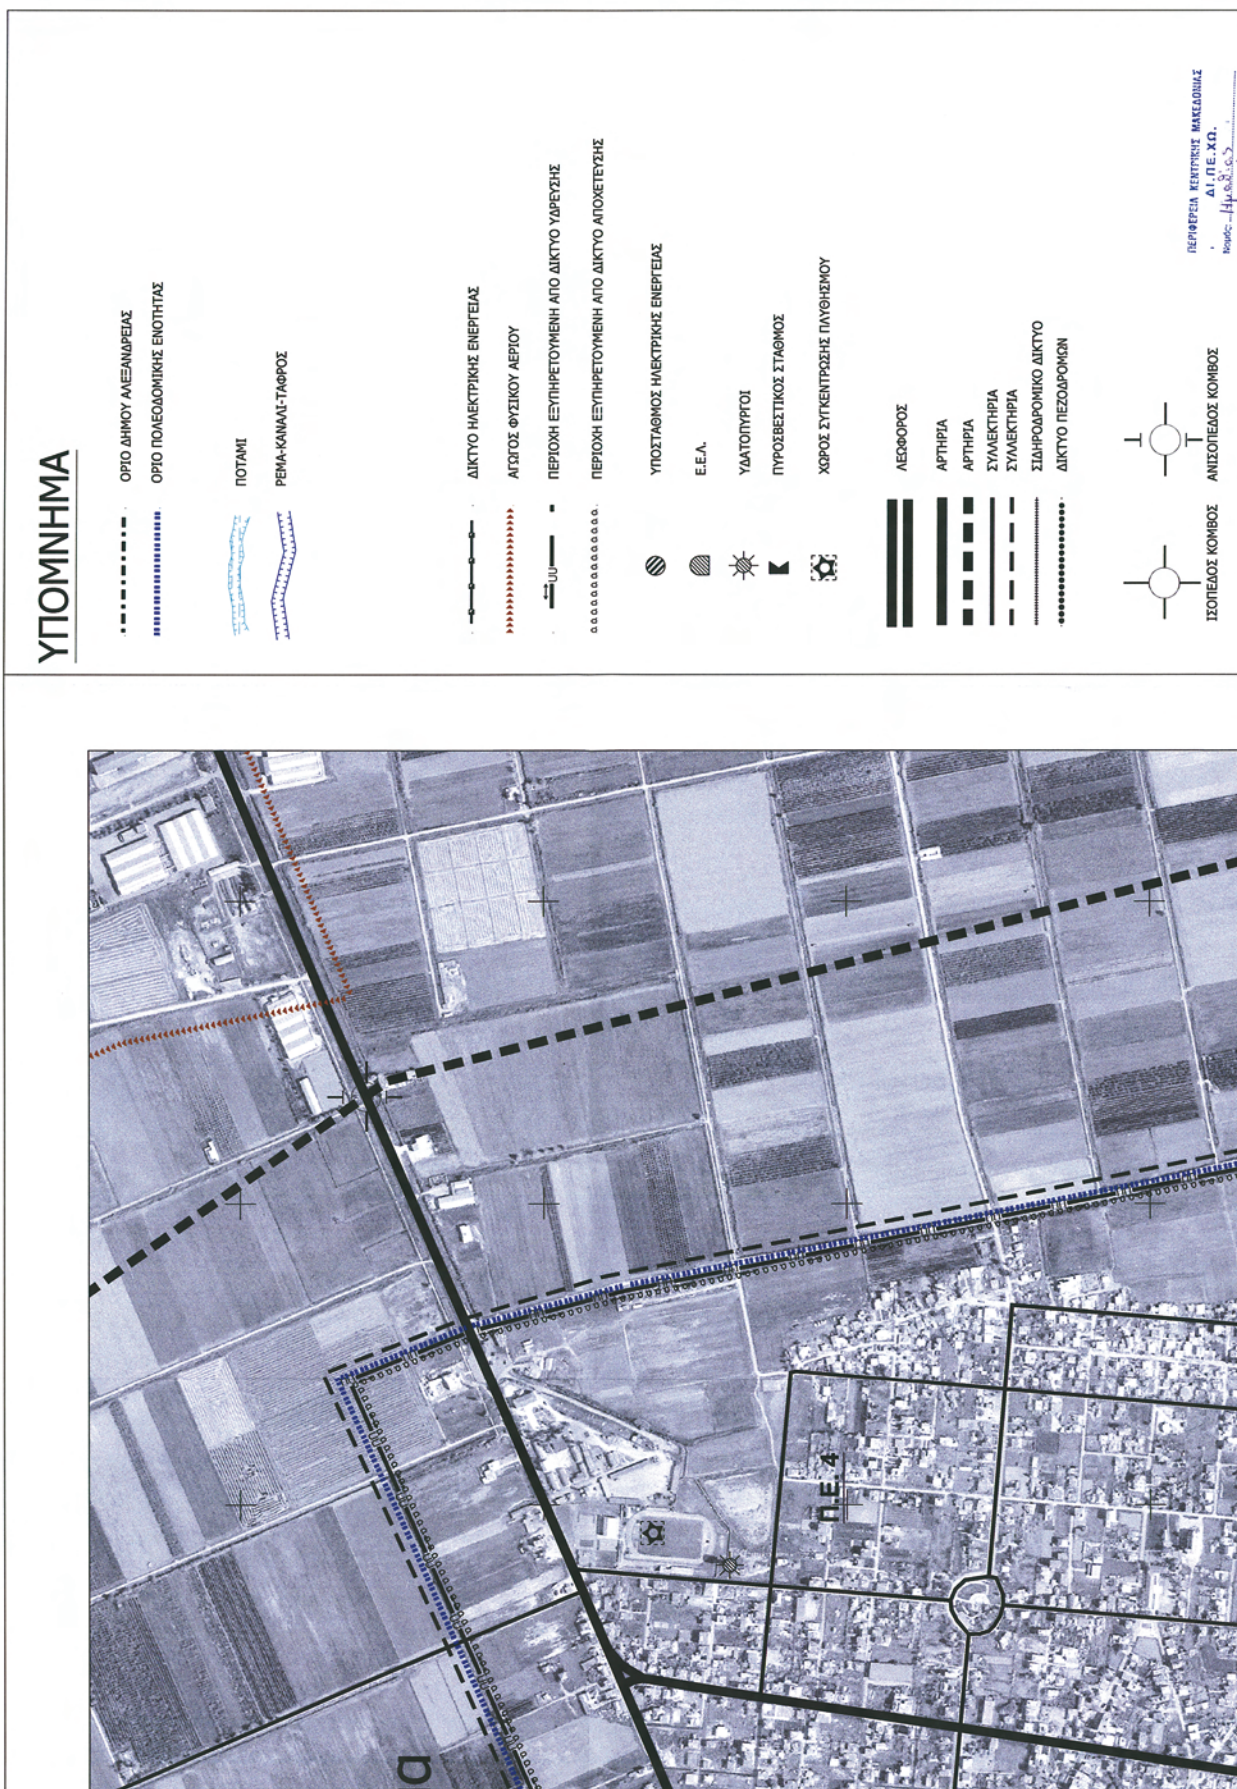 ΥΠΟΜΝΗΜΑ
ΟΡΙΟ ΔΗΜΟΥ ΑΛΕΞΑΝΔΡΕΙΑΣ
ΟΡΙΟ ΠΟΛΕΟΔΟΜΙΚΗΣ ΕΝΟΤΗΤΑΣ
ΠΟΤΑΜΙ
ΡΕΜΑ-ΚΑΝΑΛΙ-ΤΑΦΡΟΣ
ΔΙΚΤΥΟ ΗΛΕΚΤΡΙΚΗΣ ΕΝΕΡΓΕΙΑΣ
ΑΓΩΓΟΣ ΦΥΣΙΚΟΥ ΑΕΡΙΟΥ
ΠΕΡΙΟΧΗ ΕΞΥΠΗΡΕΤΟΥΜΕΝΗ ΑΠΟ ΔΙΚΤΥΟ ΥΔΡΕΥΣΗΣ
ΠΕΡΙΟΧΗ ΕΞΥΠΗΡΕΤΟΥΜΕΝΗ ΑΠΟ ΔΙΚΤΥΟ ΑΠΟΧΕΤΕΥΣΗΣ
ΥΠΟΣΤΑΘΜΟΣ ΗΛΕΚΤΡΙΚΗΣ ΕΝΕΡΓΕΙΑΣ
Ε.Ε.Λ.
ΥΔΑΤΟΠΥΡΓΟΙ
ΠΥΡΟΣΒΕΣΤΙΚΟΣ ΣΤΑΘΜΟΣ
ΧΩΡΟΣ ΣΥΓΚΕΝΤΡΩΣΗΣ ΠΛΥΘΗΣΜΟΥ
ΛΕΩΦΟΡΟΣ
ΑΡΤΗΡΙΑ
ΑΡΤΗΡΙΑ
ΣΥΛΛΕΚΤΗΡΙΑ
ΣΥΛΛΕΚΤΗΡΙΑ
ΣΙΔΗΡΟΔΡΟΜΙΚΟ ΔΙΚΤΥΟ
ΔΙΚΤΥΟ ΠΕΖΟΔΡΟΜΩΝ
ΙΣΟΠΕΔΟΣ ΚΟΜΒΟΣ
ΑΝΙΣΟΠΕΔΟΣ ΚΟΜΒΟΣ
ΠΕΡΙΦΕΡΕΙΑ ΚΕΝΤΡΙΚΗΣ ΜΑΚΕΔΟΝΙΑΣ
ΔΙ.ΠΕ.ΧΩ.
Νομός Ημαθίας
Π.Ε. 4
α